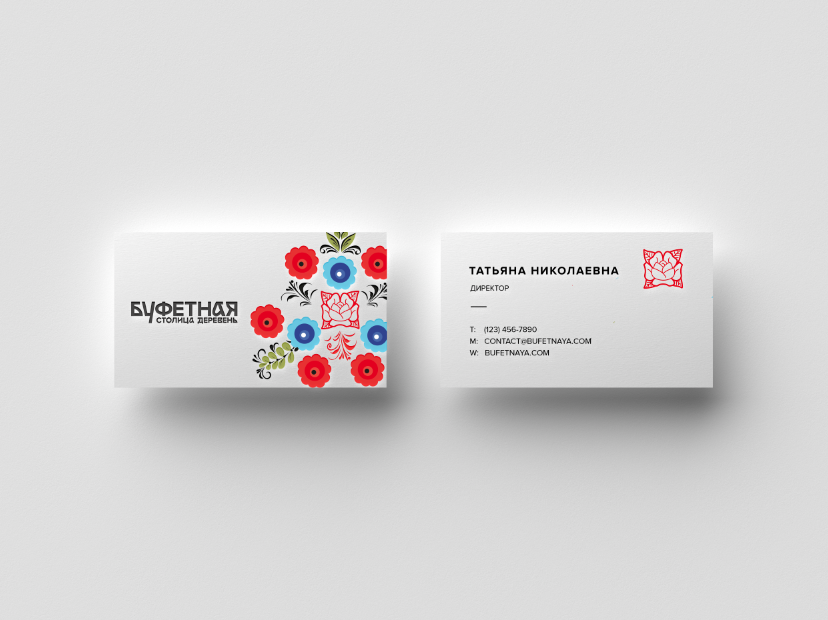 БУФЕТНАЯ
СТОЛИЦА ДЕРЕВЕНЬ
ТАТЬЯНА НИКОЛАЕВНА
ДИРЕКТОР
T: (123) 456-7890
M: CONTACT@BUFETNAYA.COM
W: BUFETNAYA.COM